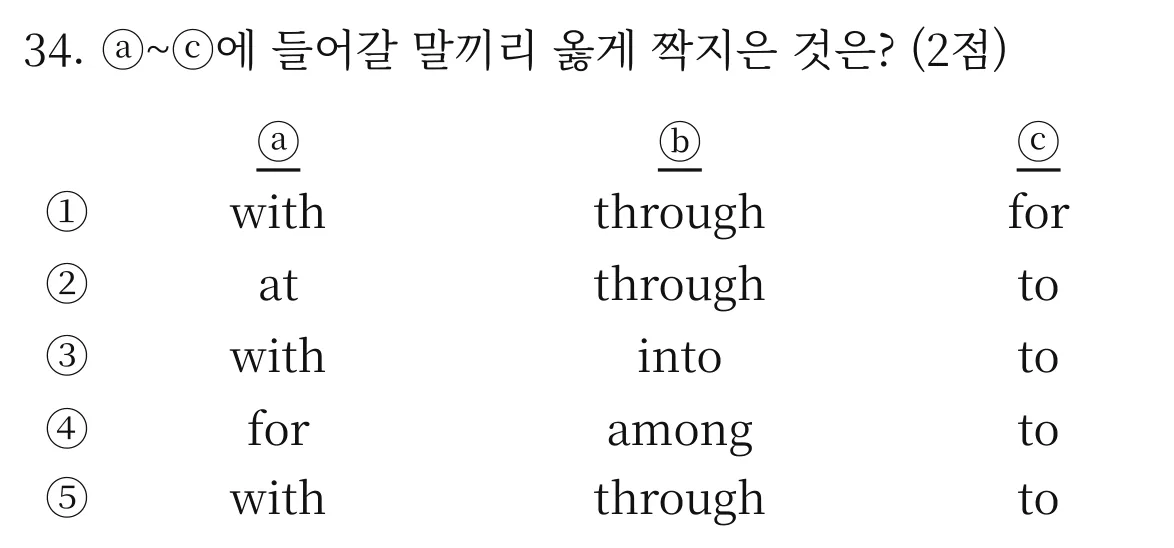 34. ⓐ~ⓒ에 들어갈 말끼리 옳게 짝지은 것은? (2점)
ⓐ ⓑ ⓒ
① with through for
② at through to
③ with into to
④ for among to
⑤ with through to